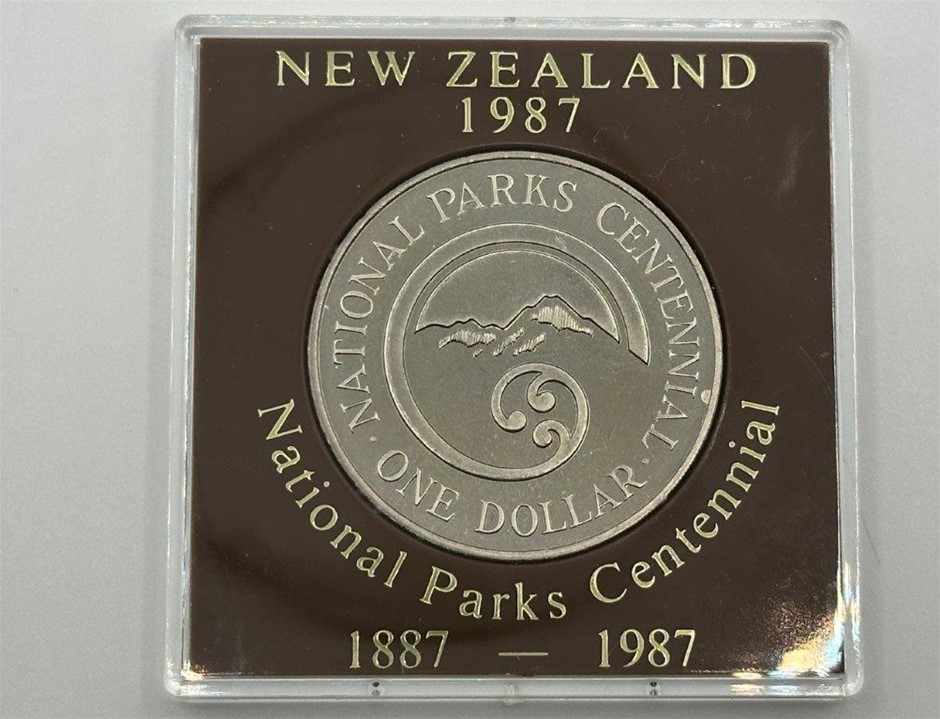 NEW ZEALAND
1987
NATIONAL PARKS CENTENNIAL
· ONE DOLLAR ·
National Parks Centennial
1887 — 1987